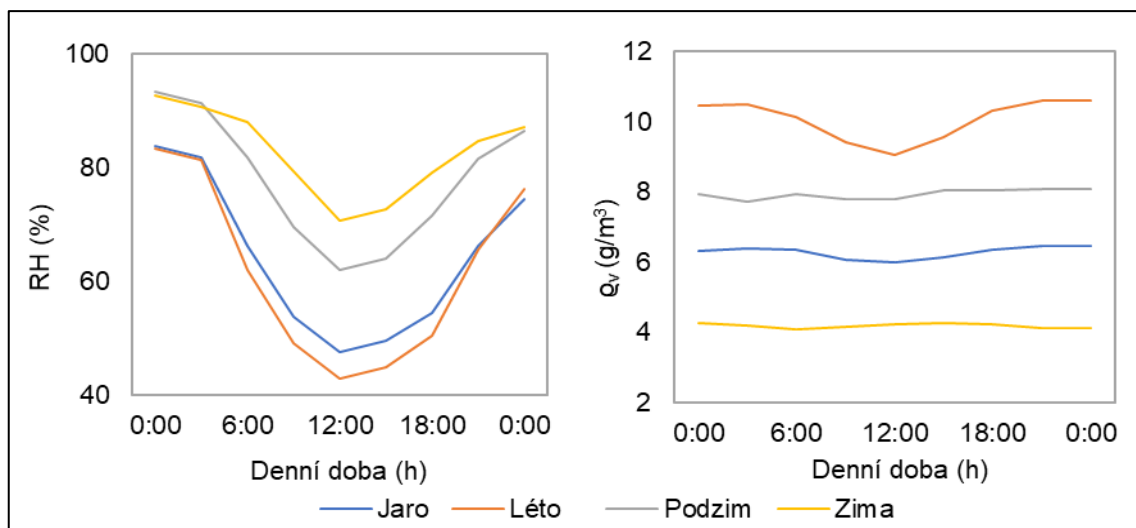 100
80
60
40
RH (%)
0:00 6:00 12:00 18:00 0:00
Denní doba (h)
12
10
8
6
4
2
ϱv (g/m³)
0:00 6:00 12:00 18:00 0:00
Denní doba (h)
Jaro Léto Podzim Zima